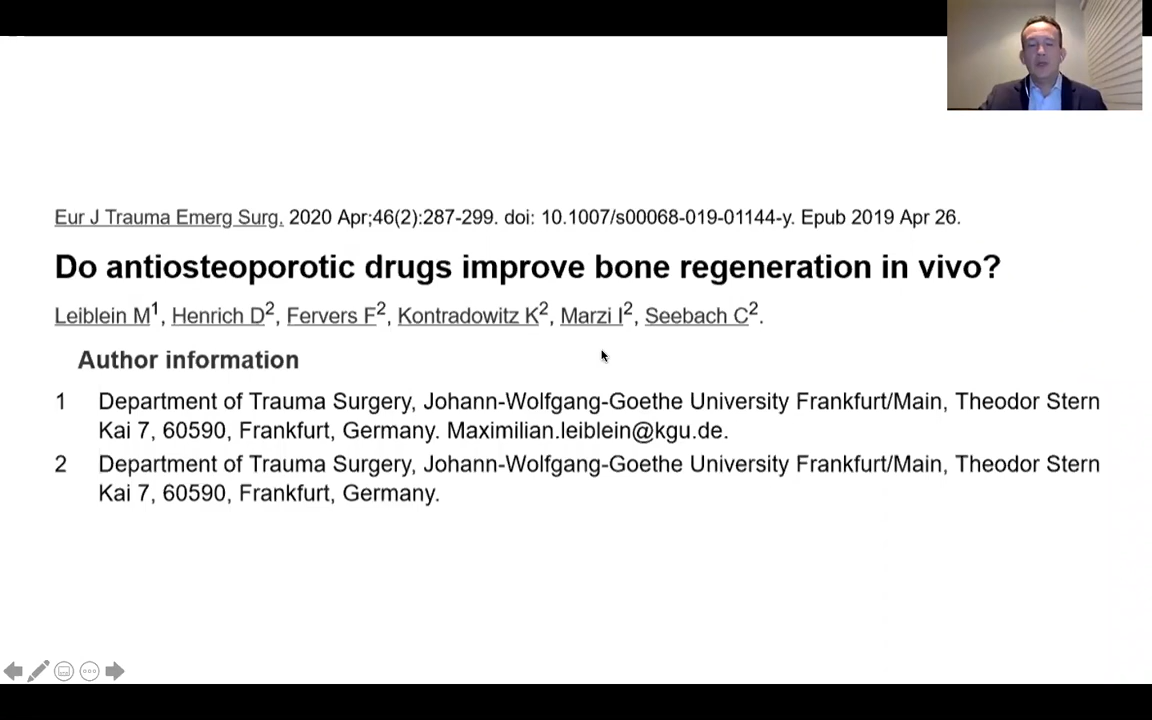 Eur J Trauma Emerg Surg. 2020 Apr;46(2):287-299. doi: 10.1007/s00068-019-01144-y. Epub 2019 Apr 26.
Do antiosteoporotic drugs improve bone regeneration in vivo?
Leiblein M1, Henrich D2, Fervers F2, Kontradowitz K2, Marzi I2, Seebach C2.
Author information
1 Department of Trauma Surgery, Johann-Wolfgang-Goethe University Frankfurt/Main, Theodor Stern
Kai 7, 60590, Frankfurt, Germany. Maximilian.leiblein@kgu.de.
2 Department of Trauma Surgery, Johann-Wolfgang-Goethe University Frankfurt/Main, Theodor Stern
Kai 7, 60590, Frankfurt, Germany.